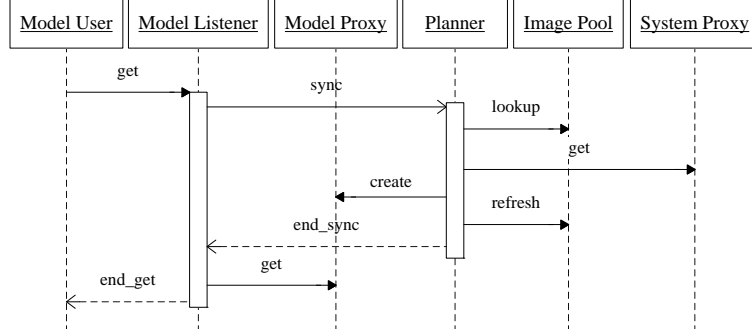 Model User
Model Listener
Model Proxy
Planner
Image Pool
System Proxy
get
sync
lookup
get
create
refresh
end_sync
get
end_get